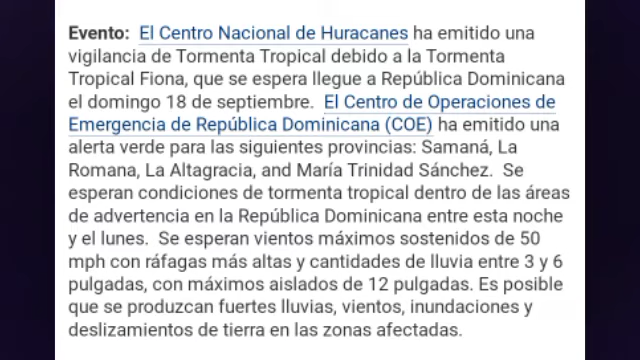 Evento: El Centro Nacional de Huracanes ha emitido una
vigilancia de Tormenta Tropical debido a la Tormenta
Tropical Fiona, que se espera llegue a República Dominicana
el domingo 18 de septiembre. El Centro de Operaciones de
Emergencia de República Dominicana (COE) ha emitido una
alerta verde para las siguientes provincias: Samaná, La
Romana, La Altagracia, and María Trinidad Sánchez. Se
esperan condiciones de tormenta tropical dentro de las áreas
de advertencia en la República Dominicana entre esta noche
y el lunes. Se esperan vientos máximos sostenidos de 50
mph con ráfagas más altas y cantidades de lluvia entre 3 y 6
pulgadas, con máximos aislados de 12 pulgadas. Es posible
que se produzcan fuertes lluvias, vientos, inundaciones y
deslizamientos de tierra en las zonas afectadas.